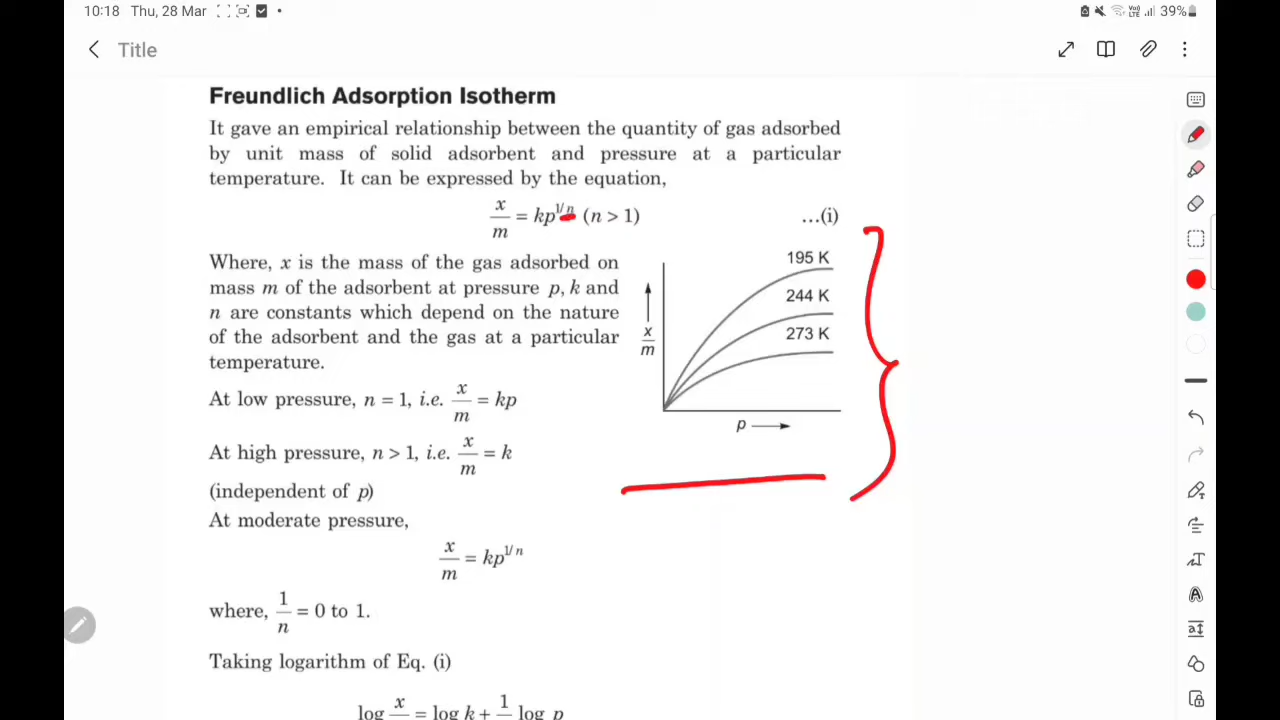 10:18 Thu, 28 Mar 39%
Title
Freundlich Adsorption Isotherm
It gave an empirical relationship between the quantity of gas adsorbed
by unit mass of solid adsorbent and pressure at a particular
temperature. It can be expressed by the equation,
x/m = kp^1/n (n > 1) ...(i)
Where, x is the mass of the gas adsorbed on
mass m of the adsorbent at pressure p, k and
n are constants which depend on the nature
of the adsorbent and the gas at a particular
temperature.
195 K
244 K
273 K
x/m
p
At low pressure, n = 1, i.e. x/m = kp
At high pressure, n > 1, i.e. x/m = k
(independent of p)
At moderate pressure,
x/m = kp^1/n
where, 1/n = 0 to 1.
Taking logarithm of Eq. (i)
log x/ = log k + 1/ log p